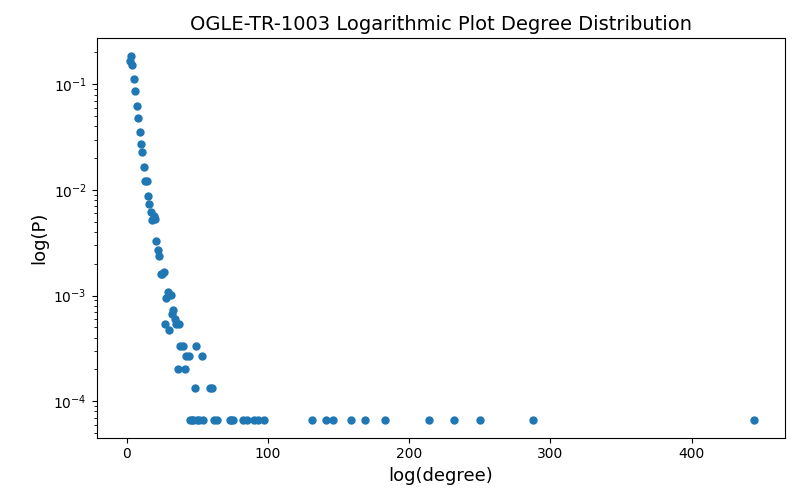 OGLE-TR-1003 Logarithmic Plot Degree Distribution
log(P)
10⁻¹
10⁻²
10⁻³
10⁻⁴
0 100 200 300 400
log(degree)